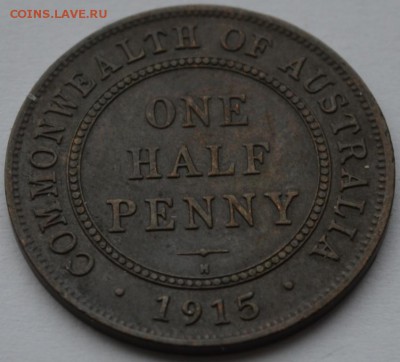 COINS.LAVE.RU
COMMONWEALTH OF AUSTRALIA
ONE
HALF
PENNY
H
· 1915 ·